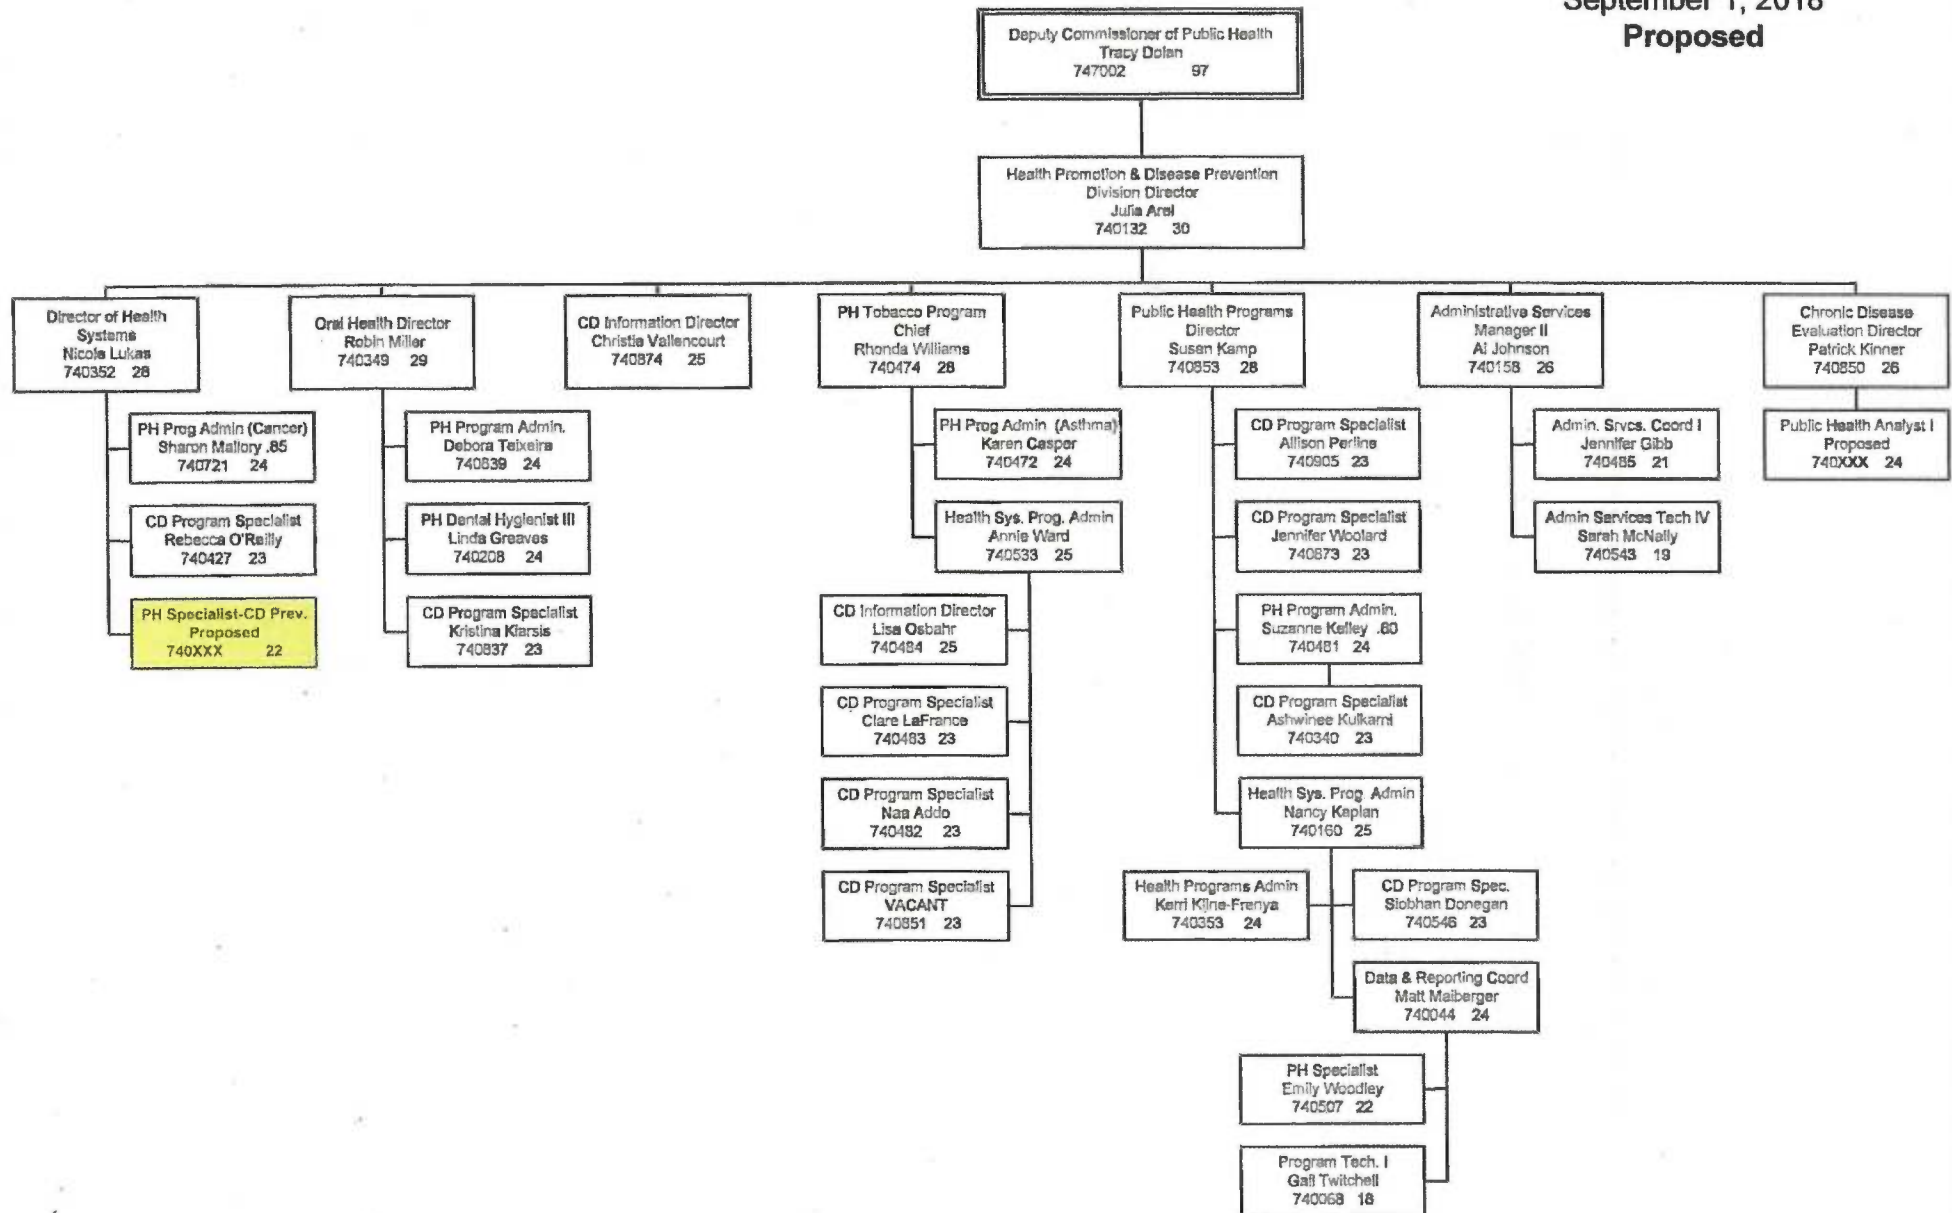 September 1, 2018
Proposed
Deputy Commissioner of Public Health
Tracy Dolan
747002 97
Health Promotion & Disease Prevention
Division Director
Julie Arel
740132 30
Director of Health
Systems
Nicole Lukas
740352 28
PH Prog Admin (Cancer)
Sharon Mallory .85
740721 24
CD Program Specialist
Rebecca O'Reilly
740427 23
PH Specialist-CD Prev.
Proposed
740XXX 22
Oral Health Director
Robin Miller
740349 29
PH Program Admin.
Debora Teixeira
740839 24
PH Dental Hygienist III
Linda Greaves
740208 24
CD Program Specialist
Kristina Kiarsis
740837 23
CD Information Director
Christie Vallencourt
740874 25
PH Tobacco Program
Chief
Rhonda Williams
740474 28
PH Prog Admin (Asthma)
Karen Casper
740472 24
Health Sys. Prog. Admin
Annie Ward
740533 25
CD Information Director
Lisa Osbahr
740484 25
CD Program Specialist
Clare LaFrance
740483 23
CD Program Specialist
Naa Addo
740482 23
CD Program Specialist
VACANT
740851 23
Public Health Programs
Director
Susan Kamp
740853 28
CD Program Specialist
Allison Perline
740905 23
CD Program Specialist
Jennifer Woolard
740873 23
PH Program Admin.
Suzanne Kelley .80
740481 24
CD Program Specialist
Ashwinee Kulkarni
740340 23
Health Sys. Prog. Admin
Nancy Kaplan
740160 25
Health Programs Admin
Kerri
740353 24
CD Program Spec.
Siobhan Donegan
740546 23
Data & Reporting Coord
Matt Maiberger
740044 24
PH Specialist
Emily Woodley
740507 22
Program Tech. I
Gail Twitchell
740068 18
Administrative Services
Manager II
Al Johnson
740158 26
Admin. Srvcs. Coord I
Jennifer Gibb
740485 21
Admin Services Tech IV
Sarah McNally
740543 19
Chronic Disease
Evaluation Director
Patrick Kinner
740850 26
Public Health Analyst I
Proposed
740XXX 24